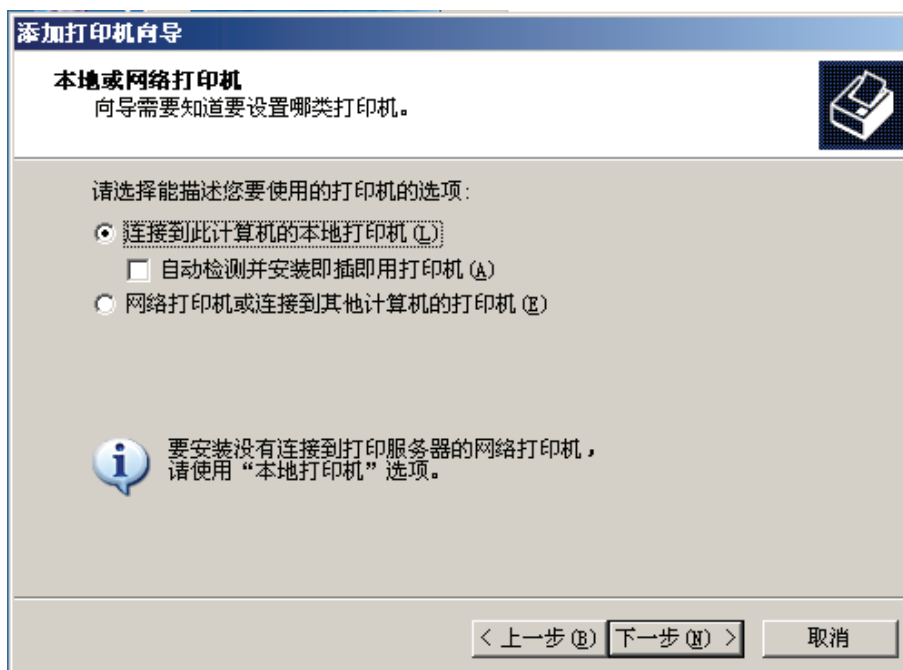 添加打印机向导
本地或网络打印机
向导需要知道要设置哪类打印机。
请选择能描述您要使用的打印机的选项:
连接到此计算机的本地打印机(L)
自动检测并安装即插即用打印机(A)
网络打印机或连接到其他计算机的打印机(E)
要安装没有连接到打印服务器的网络打印机，
请使用“本地打印机”选项。
< 上一步(B) 下一步(N) > 取消